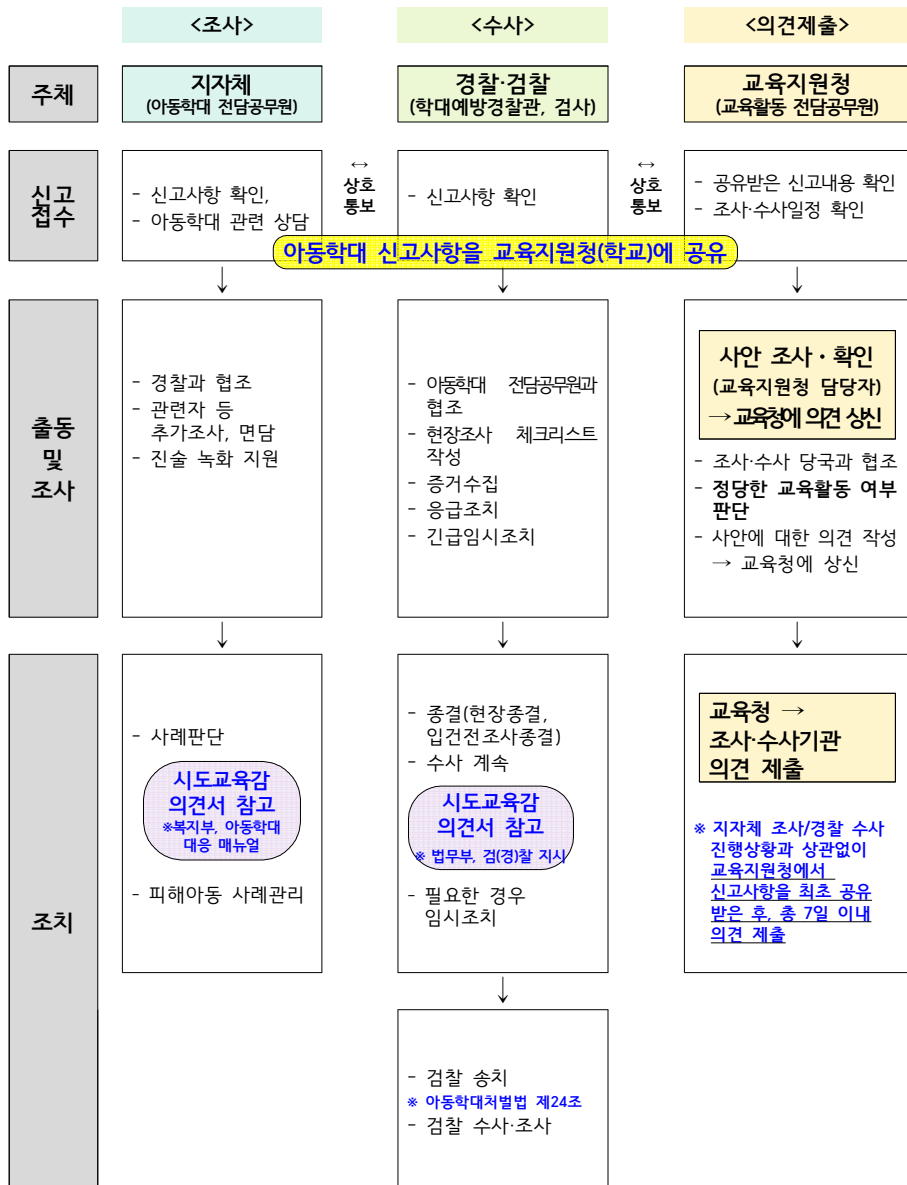 <조사>
<수사>
<의견제출>
주체
지자체
(아동학대 전담공무원)
경찰·검찰
(학대예방경찰관, 검사)
교육지원청
(교육활동 전담공무원)
신고
접수
- 신고사항 확인,
- 아동학대 관련 상담
↔
상호
통보
- 신고사항 확인
↔
상호
통보
- 공유받은 신고내용 확인
- 조사·수사일정 확인
아동학대 신고사항을 교육지원청(학교)에 공유
↓
↓
↓
출동
및
조사
- 경찰과 협조
- 관련자 등
추가조사, 면담
- 진술 녹화 지원
- 아동학대 전담공무원과
협조
- 현장조사 체크리스트
작성
- 증거수집
- 응급조치
- 긴급임시조치
사안 조사·확인
(교육지원청 담당자)
→교육청에 의견 상신
- 조사·수사 당국과 협조
- 정당한 교육활동 여부
판단
- 사안에 대한 의견 작성
→ 교육청에 상신
↓
↓
↓
조치
- 사례판단
시도교육감
의견서 참고
※복지부, 아동학대
대응 매뉴얼
- 피해아동 사례관리
- 종결(현장종결,
입건전조사종결)
- 수사 계속
시도교육감
의견서 참고
※ 법무부, 검(경)찰 지시
- 필요한 경우
임시조치
교육청 →
조사·수사기관
의견 제출
※ 지자체 조사/경찰 수사
진행상황과 상관없이
교육지원청에서
신고사항을 최초 공유
받은 후, 총 7일 이내
의견 제출
↓
- 검찰 송치
※ 아동학대처벌법 제24조
- 검찰 수사·조사